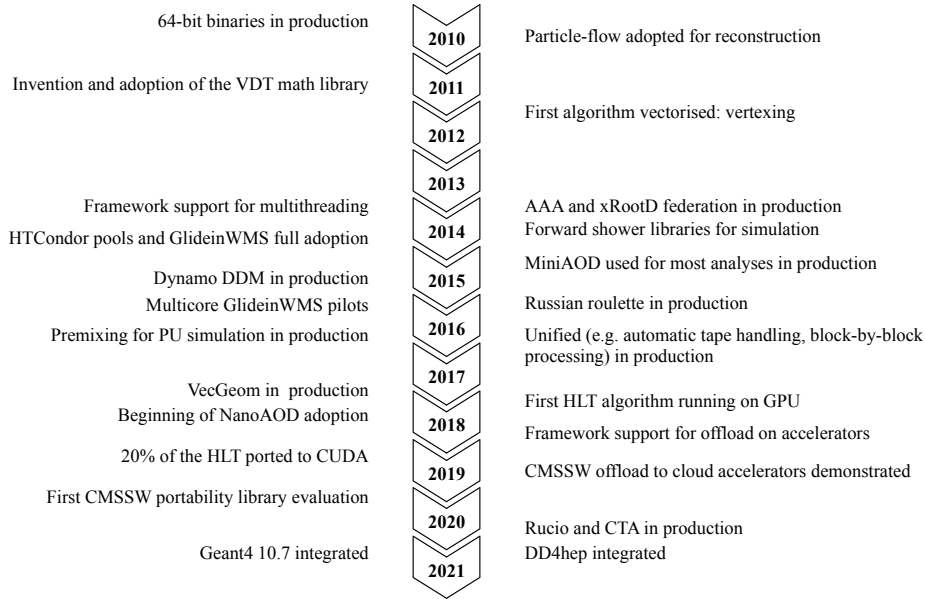 64-bit binaries in production
2010
Particle-flow adopted for reconstruction
Invention and adoption of the VDT math library
2011
First algorithm vectorised: vertexing
2012
2013
Framework support for multithreading
AAA and xRootD federation in production
2014
Forward shower libraries for simulation
HTCondor pools and GlideinWMS full adoption
MiniAOD used for most analyses in production
Dynamo DDM in production
2015
Multicore GlideinWMS pilots
Russian roulette in production
2016
Premixing for PU simulation in production
Unified (e.g. automatic tape handling, block-by-block
processing) in production
2017
VecGeom in production
First HLT algorithm running on GPU
Beginning of NanoAOD adoption
2018
Framework support for offload on accelerators
20% of the HLT ported to CUDA
2019
CMSSW offload to cloud accelerators demonstrated
First CMSSW portability library evaluation
2020
Rucio and CTA in production
Geant4 10.7 integrated
DD4hep integrated
2021